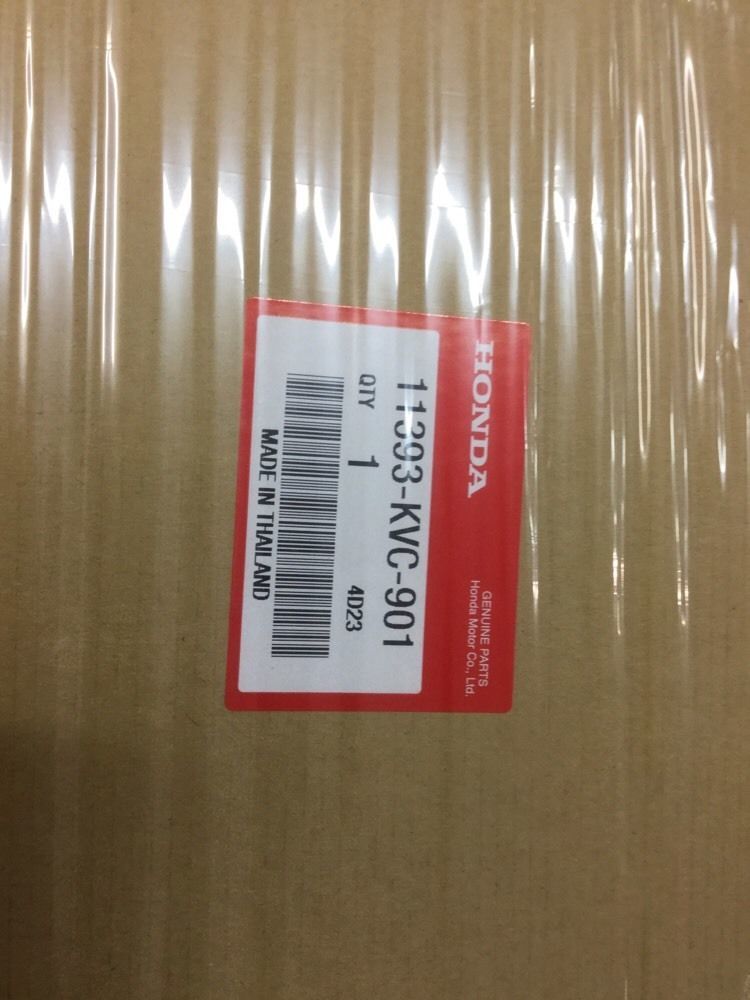 HONDA
GENUINE PARTS
Honda Motor Co., Ltd.
11393-KVC-901
QTY 1 4D23
MADE IN THAILAND